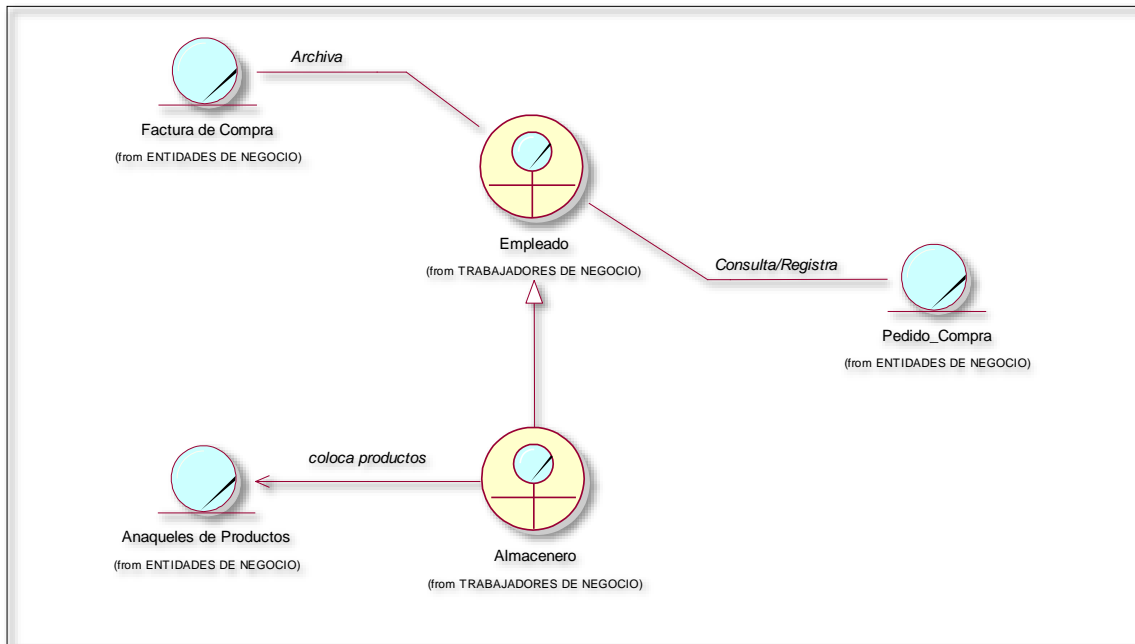 Archiva
Factura de Compra
(from ENTIDADES DE NEGOCIO)
Empleado
(from TRABAJADORES DE NEGOCIO)
Consulta/Registra
Pedido_Compra
(from ENTIDADES DE NEGOCIO)
coloca productos
Anaqueles de Productos
(from ENTIDADES DE NEGOCIO)
Almacenero
(from TRABAJADORES DE NEGOCIO)